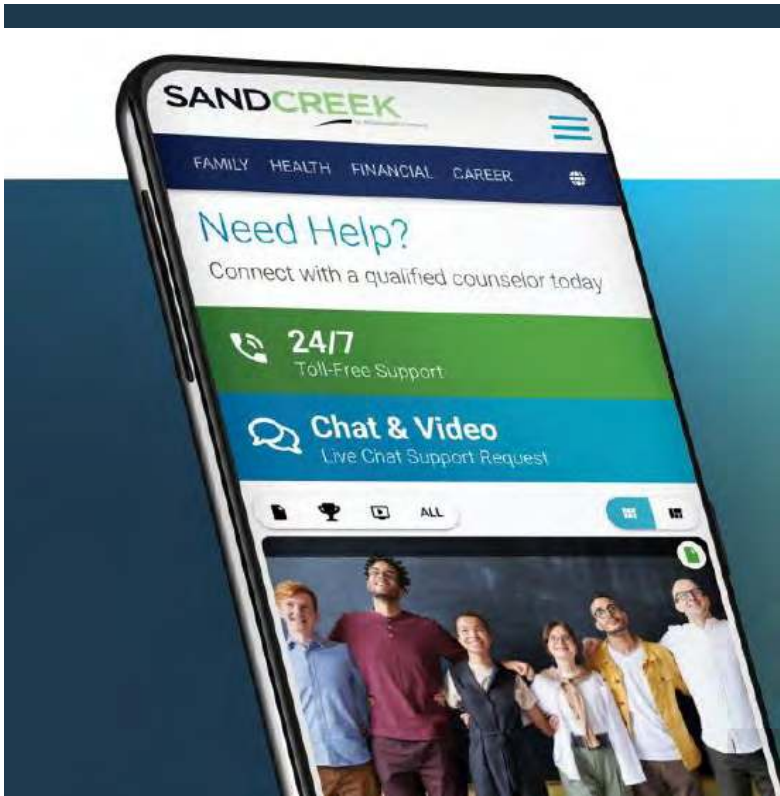 SANDCREEK
FAMILY HEALTH FINANCIAL CAREER
Need Help?
Connect with a qualified counselor today
24/7
Toll-Free Support
Chat & Video
Live Chat Support Request
ALL